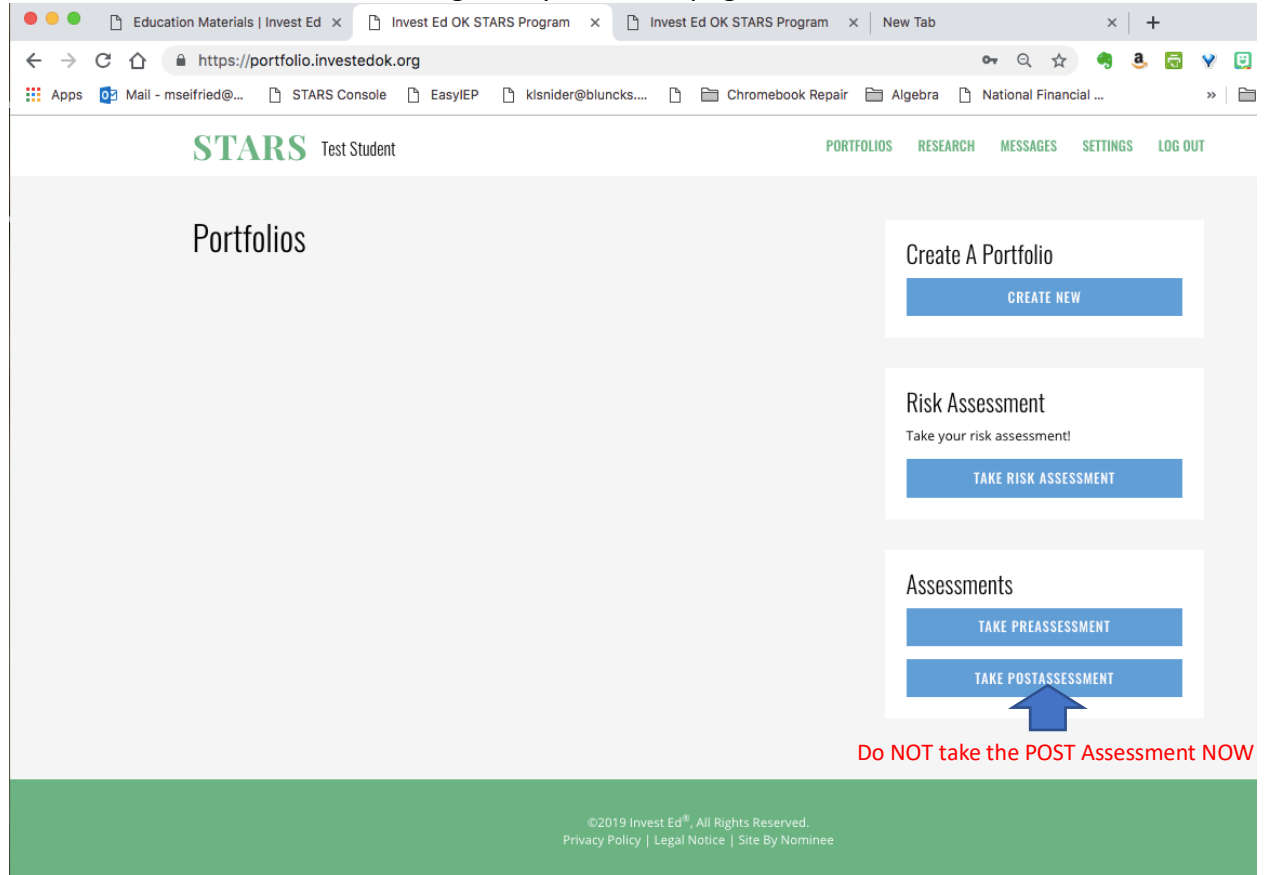 Education Materials | Invest Ed × Invest Ed OK STARS Program × Invest Ed OK STARS Program × New Tab × +
https://portfolio.investedok.org
Apps Mail - mseifried@... STARS Console EasyIEP klsnider@bluncks.... Chromebook Repair Algebra National Financial ... »
STARS Test Student PORTFOLIOS RESEARCH MESSAGES SETTINGS LOG OUT
Portfolios
Create A Portfolio
CREATE NEW
Risk Assessment
Take your risk assessment!
TAKE RISK ASSESSMENT
Assessments
TAKE PREASSESSMENT
TAKE POSTASSESSMENT
Do NOT take the POST Assessment NOW
©2019 Invest Ed®, All Rights Reserved.
Privacy Policy | Legal Notice | Site By Nominee